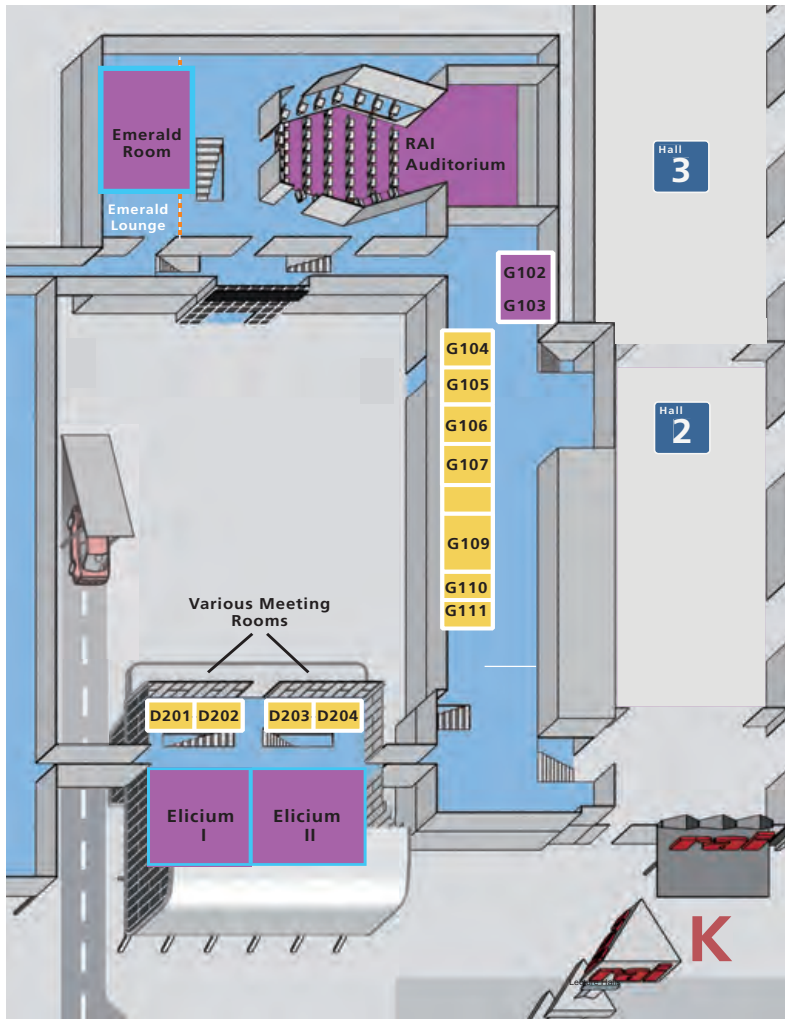 Emerald
Room
RAI
Auditorium
Emerald
Lounge
Hall
3
G102
G103
G104
G105
G106
G107
G109
G110
G111
Hall
2
Various Meeting
Rooms
D201
D202
D203
D204
Elicium
I
Elicium
II
rai
K
rai